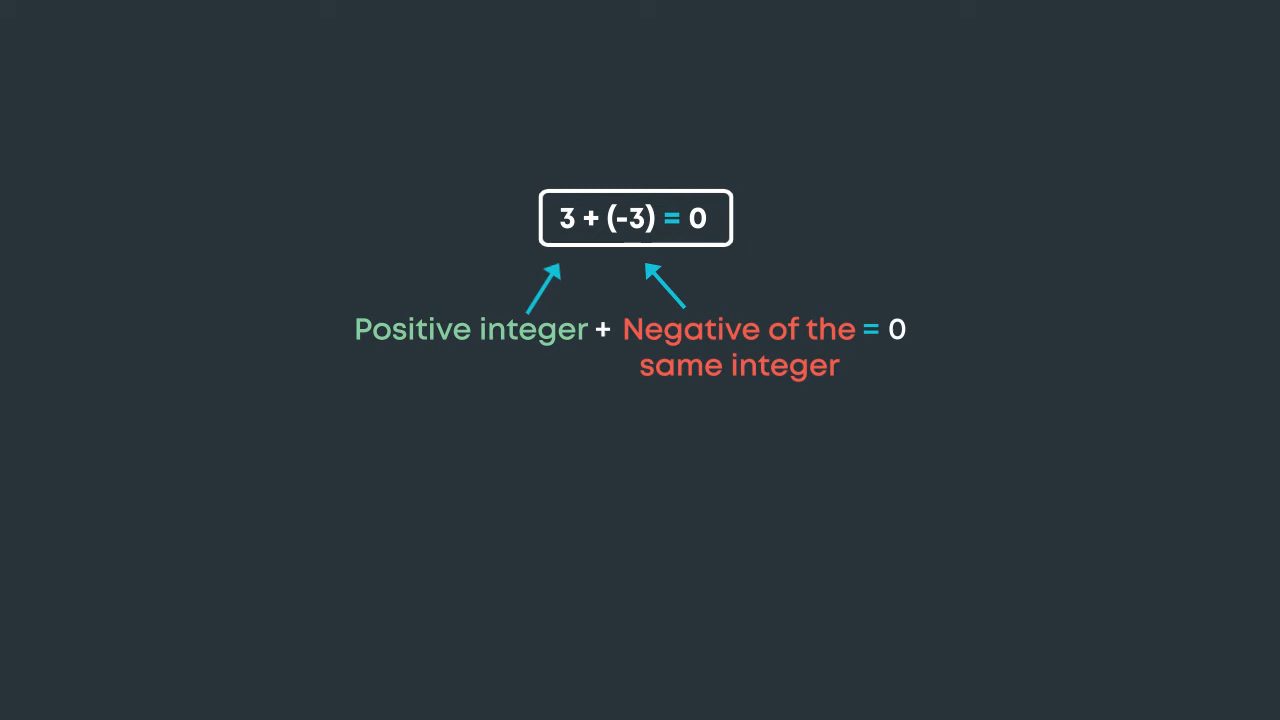 3 + (-3) = 0
Positive integer + Negative of the = 0
same integer